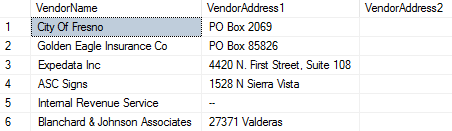 VendorName VendorAddress1 VendorAddress2
1 City Of Fresno PO Box 2069
2 Golden Eagle Insurance Co PO Box 85826
3 Expedata Inc 4420 N. First Street, Suite 108
4 ASC Signs 1528 N Sierra Vista
5 Internal Revenue Service --
6 Blanchard & Johnson Associates 27371 Valderas